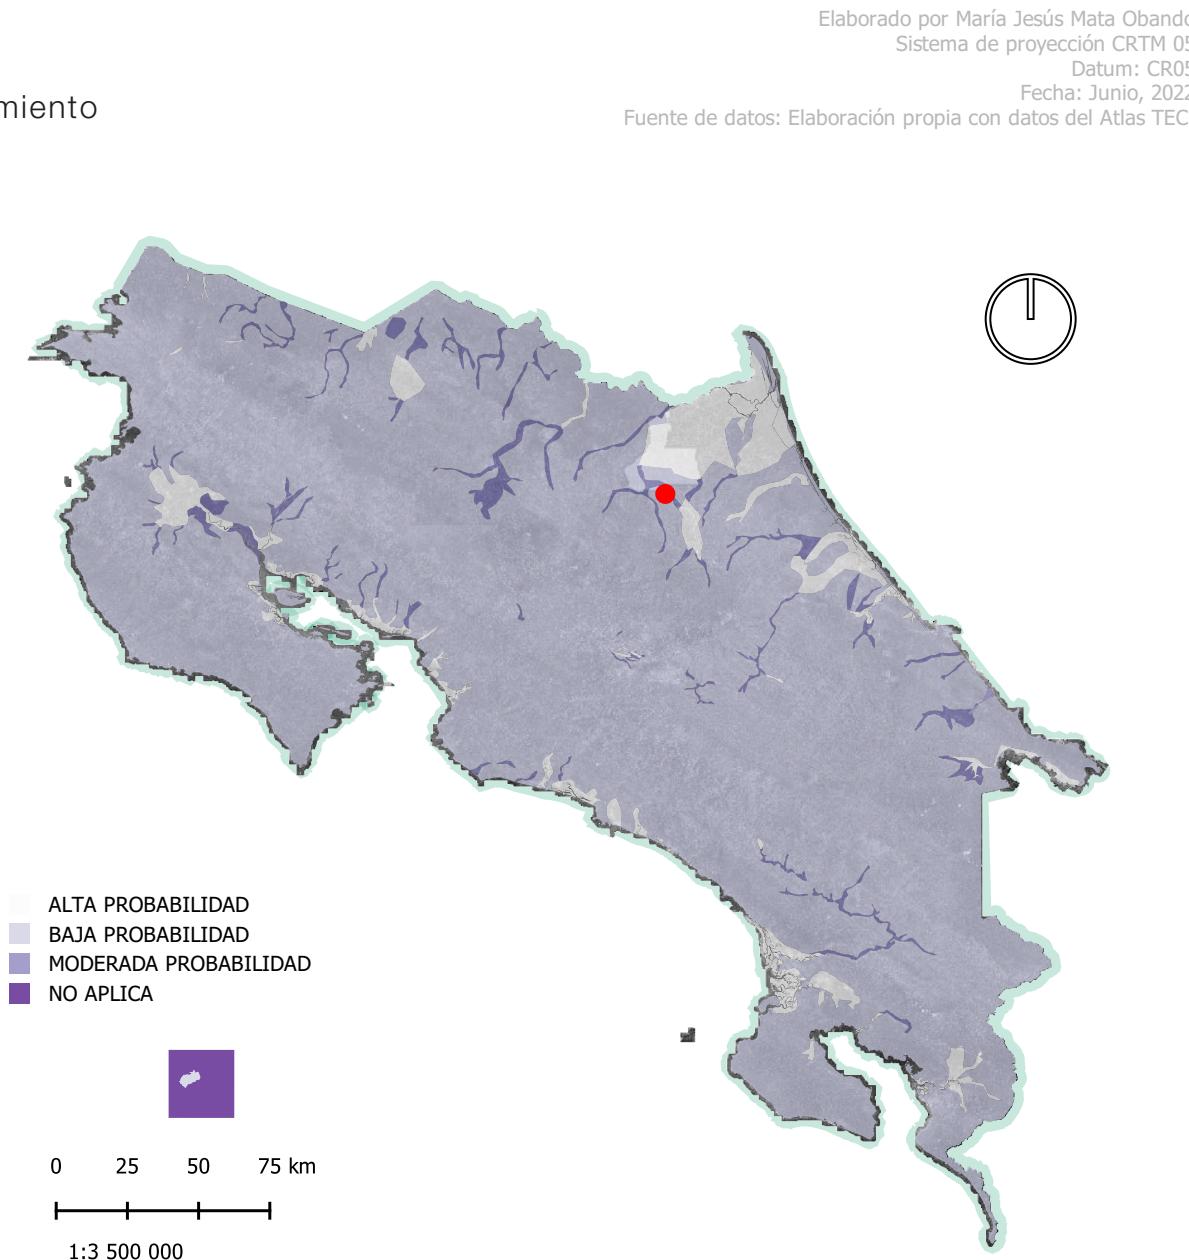 Elaborado por María Jesús Mata Obando
Sistema de proyección CRTM 05
Datum: CR05
Fecha: Junio, 2022
Fuente de datos: Elaboración propia con datos del Atlas TEC
miento
ALTA PROBABILIDAD
BAJA PROBABILIDAD
MODERADA PROBABILIDAD
NO APLICA
0 25 50 75 km
1:3 500 000